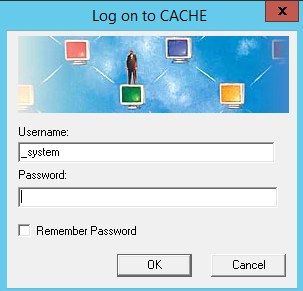 Log on to CACHE
x
Username:
_system
Password:
Remember Password
OK
Cancel